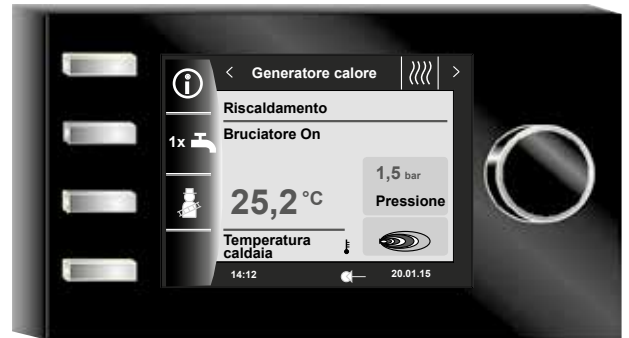 < Generatore calore >
Riscaldamento
Bruciatore On
1x
1,5 bar
25,2 °C
Pressione
Temperatura
caldaia
14:12
20.01.15